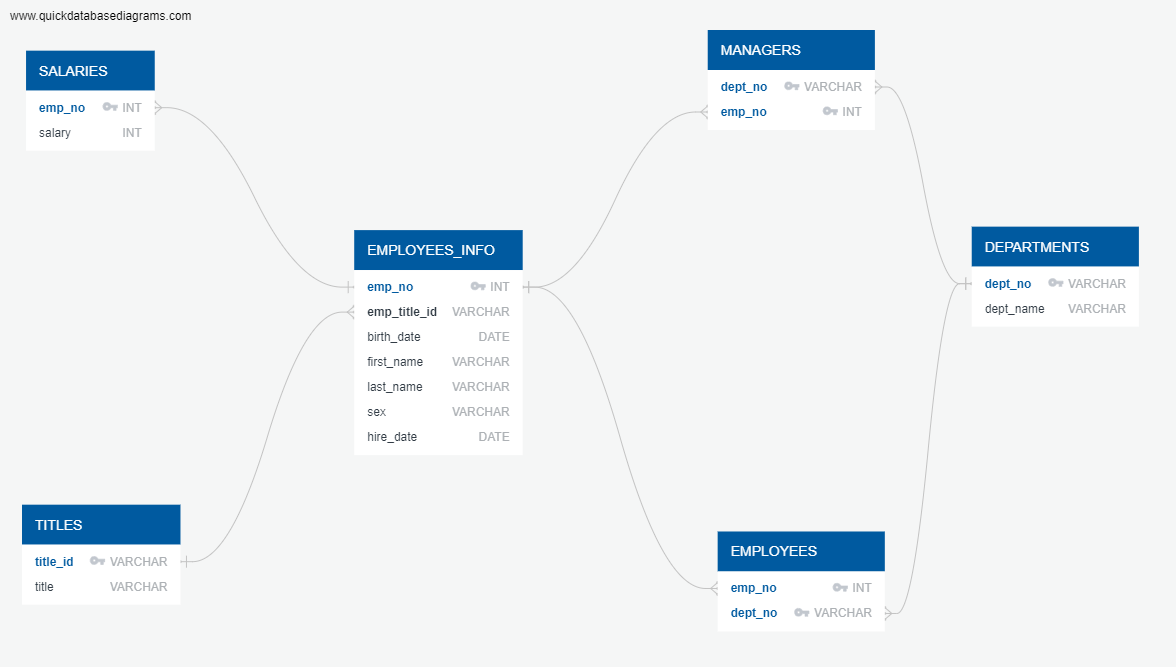 www.quickdatabasediagrams.com
SALARIES
emp_no INT
salary INT
MANAGERS
dept_no VARCHAR
emp_no INT
EMPLOYEES_INFO
emp_no INT
emp_title_id VARCHAR
birth_date DATE
first_name VARCHAR
last_name VARCHAR
sex VARCHAR
hire_date DATE
DEPARTMENTS
dept_no VARCHAR
dept_name VARCHAR
TITLES
title_id VARCHAR
title VARCHAR
EMPLOYEES
emp_no INT
dept_no VARCHAR